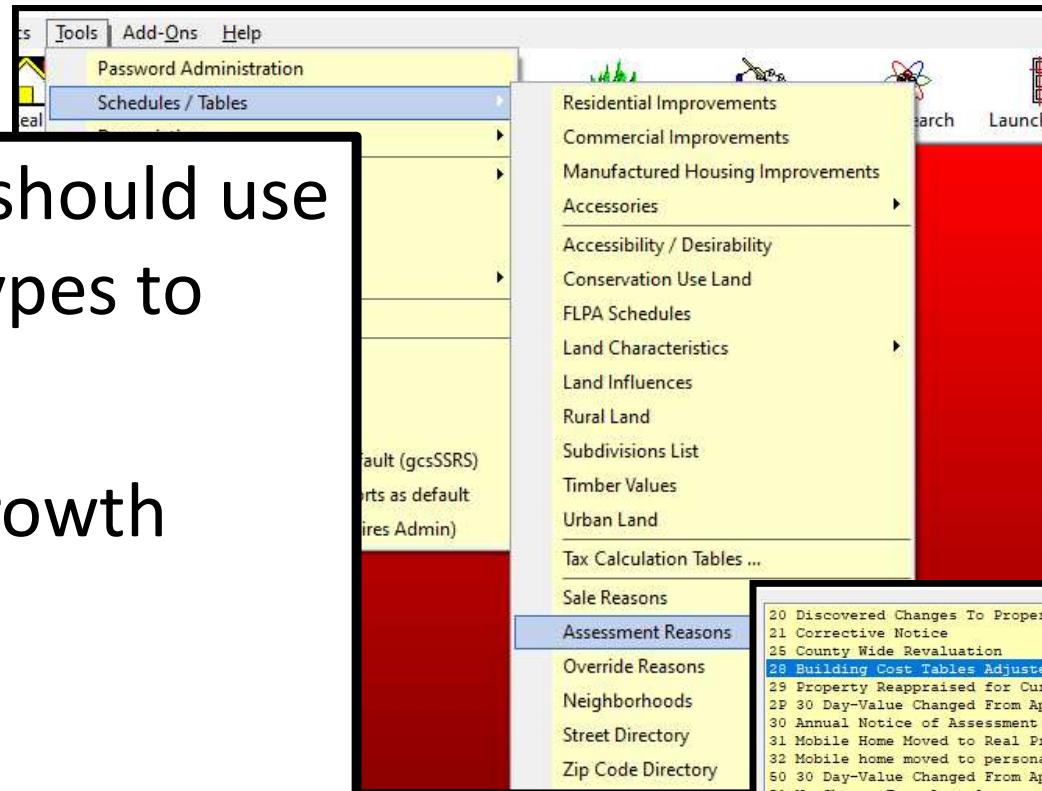 Tools Add-Ons Help
Password Administration
Schedules / Tables
arch Launch
should use
ypes to
rowth
fault (gcsSSRS)
rts as default
ires Admin)
Residential Improvements
Commercial Improvements
Manufactured Housing Improvements
Accessories
Accessibility / Desirability
Conservation Use Land
FLPA Schedules
Land Characteristics
Land Influences
Rural Land
Subdivisions List
Timber Values
Urban Land
Tax Calculation Tables ...
Sale Reasons
Assessment Reasons
Override Reasons
Neighborhoods
Street Directory
Zip Code Directory
20 Discovered Changes To Proper
21 Corrective Notice
25 County Wide Revaluation
28 Building Cost Tables Adjuste
29 Property Reappraised for Cur
2P 30 Day-Value Changed From Ap
30 Annual Notice of Assessment
31 Mobile Home Moved to Real Pr
32 Mobile home moved to persona
50 30 Day-Value Changed From Ap